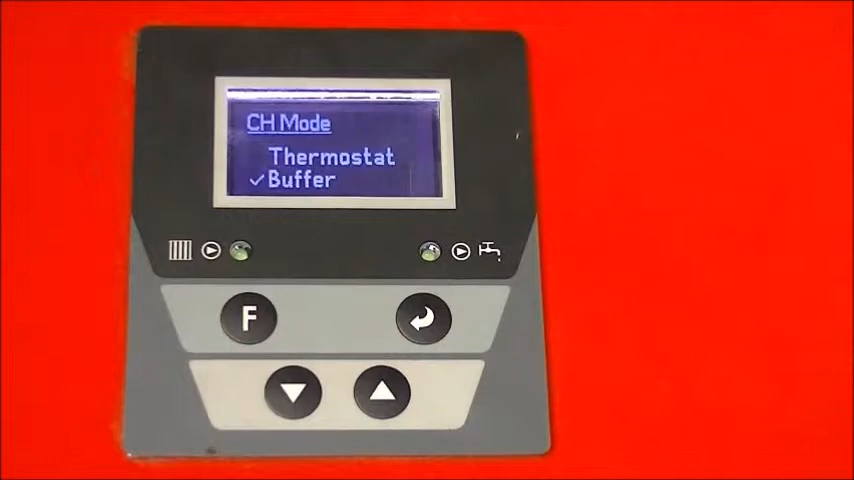 CH Mode
Thermostat
✓Buffer
F